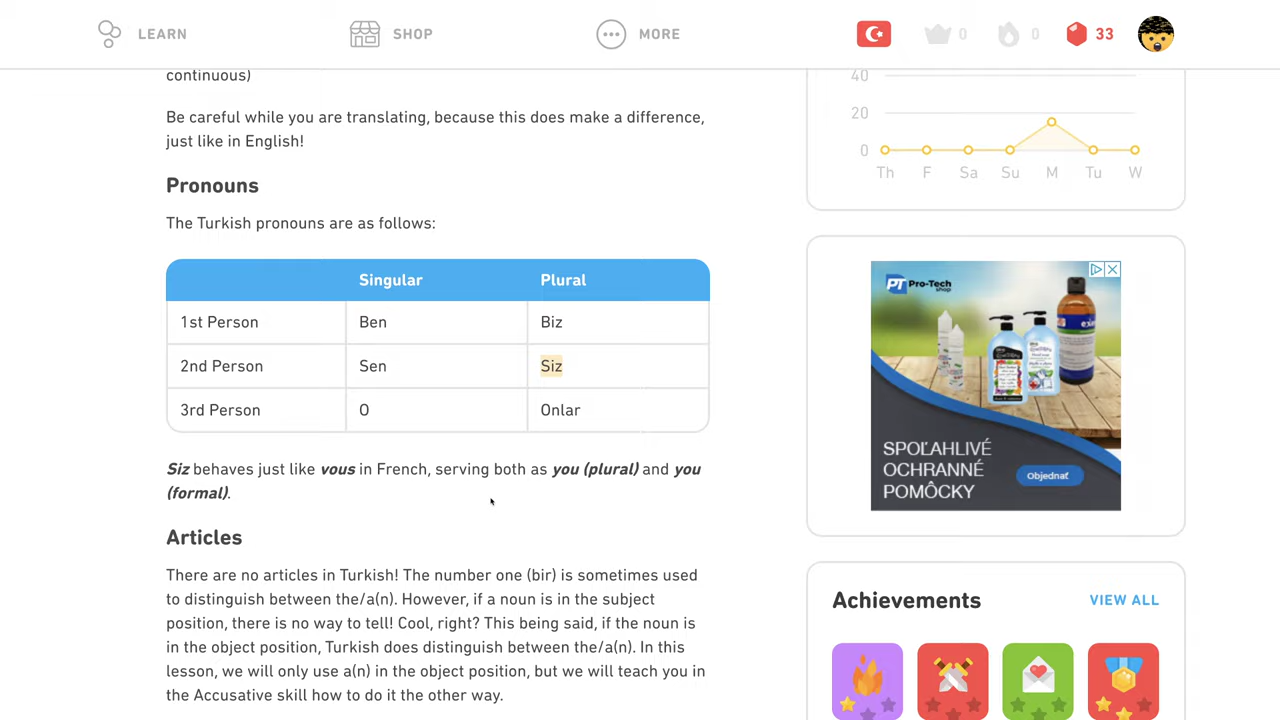 LEARN
SHOP
MORE
0
0
33
continuous)
Be careful while you are translating, because this does make a difference,
just like in English!
Pronouns
The Turkish pronouns are as follows:
Singular Plural
1st Person Ben Biz
2nd Person Sen Siz
3rd Person O Onlar
Siz behaves just like vous in French, serving both as you (plural) and you
(formal).
Articles
There are no articles in Turkish! The number one (bir) is sometimes used
to distinguish between the/a(n). However, if a noun is in the subject
position, there is no way to tell! Cool, right? This being said, if the noun is
in the object position, Turkish does distinguish between the/a(n). In this
lesson, we will only use a(n) in the object position, but we will teach you in
the Accusative skill how to do it the other way.
40
20
0
Th F Sa Su M Tu W
PT Pro-Tech
shop
SPOĽAHLIVÉ
OCHRANNÉ
POMÔCKY
Objednať
Achievements
VIEW ALL